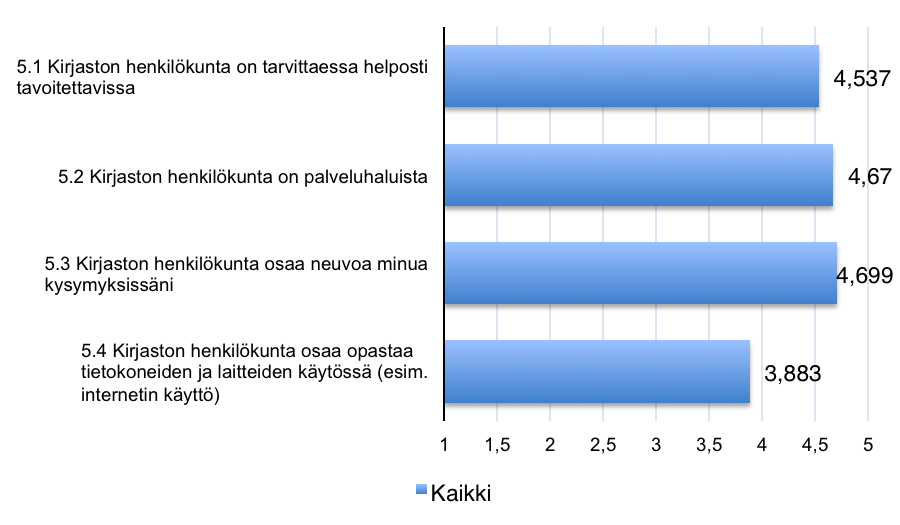 5.1 Kirjaston henkilökunta on tarvittaessa helposti
tavoitettavissa
4,537
5.2 Kirjaston henkilökunta on palveluhaluista
4,67
5.3 Kirjaston henkilökunta osaa neuvoa minua
kysymyksissäni
4,699
5.4 Kirjaston henkilökunta osaa opastaa
tietokoneiden ja laitteiden käytössä (esim.
internetin käyttö)
3,883
1 1,5 2 2,5 3 3,5 4 4,5 5
Kaikki